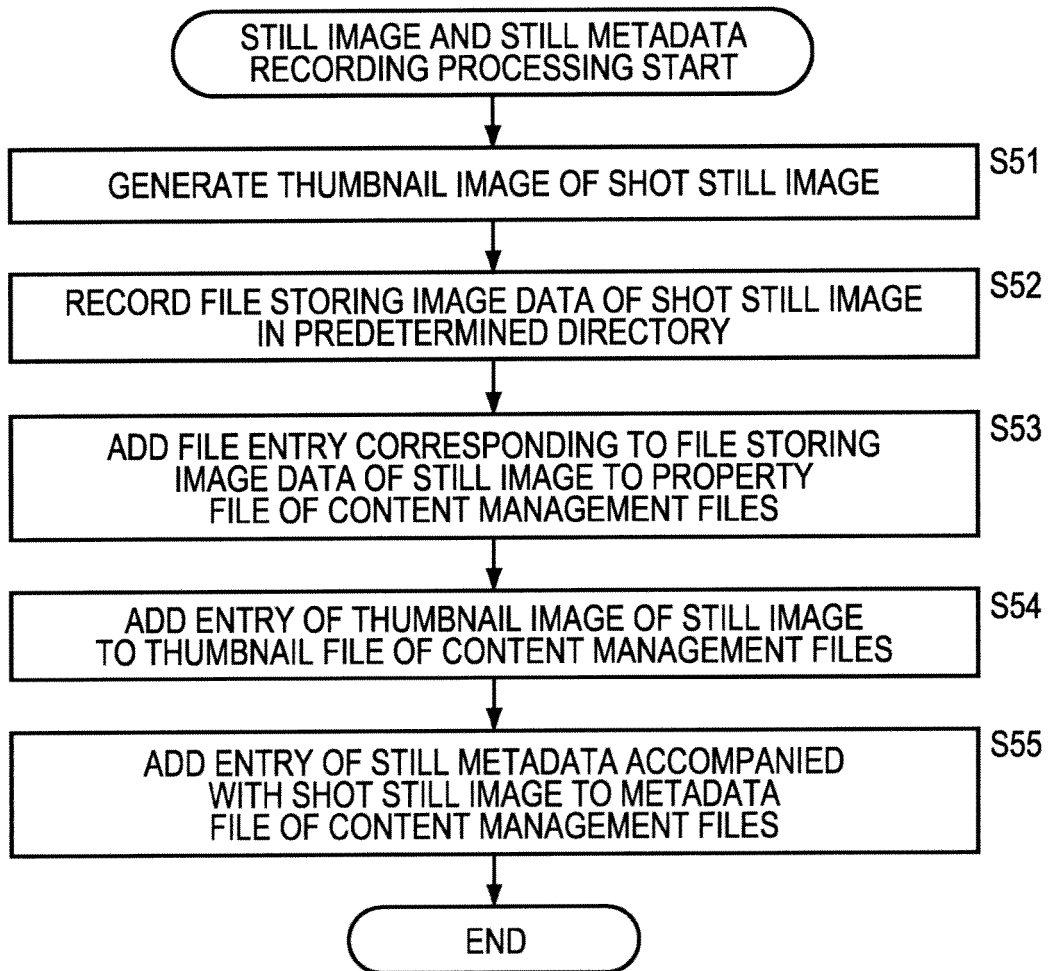 STILL IMAGE AND STILL METADATA
RECORDING PROCESSING START
S51
GENERATE THUMBNAIL IMAGE OF SHOT STILL IMAGE
S52
RECORD FILE STORING IMAGE DATA OF SHOT STILL IMAGE
IN PREDETERMINED DIRECTORY
S53
ADD FILE ENTRY CORRESPONDING TO FILE STORING
IMAGE DATA OF STILL IMAGE TO PROPERTY
FILE OF CONTENT MANAGEMENT FILES
S54
ADD ENTRY OF THUMBNAIL IMAGE OF STILL IMAGE
TO THUMBNAIL FILE OF CONTENT MANAGEMENT FILES
S55
ADD ENTRY OF STILL METADATA ACCOMPANIED
WITH SHOT STILL IMAGE TO METADATA
FILE OF CONTENT MANAGEMENT FILES
END